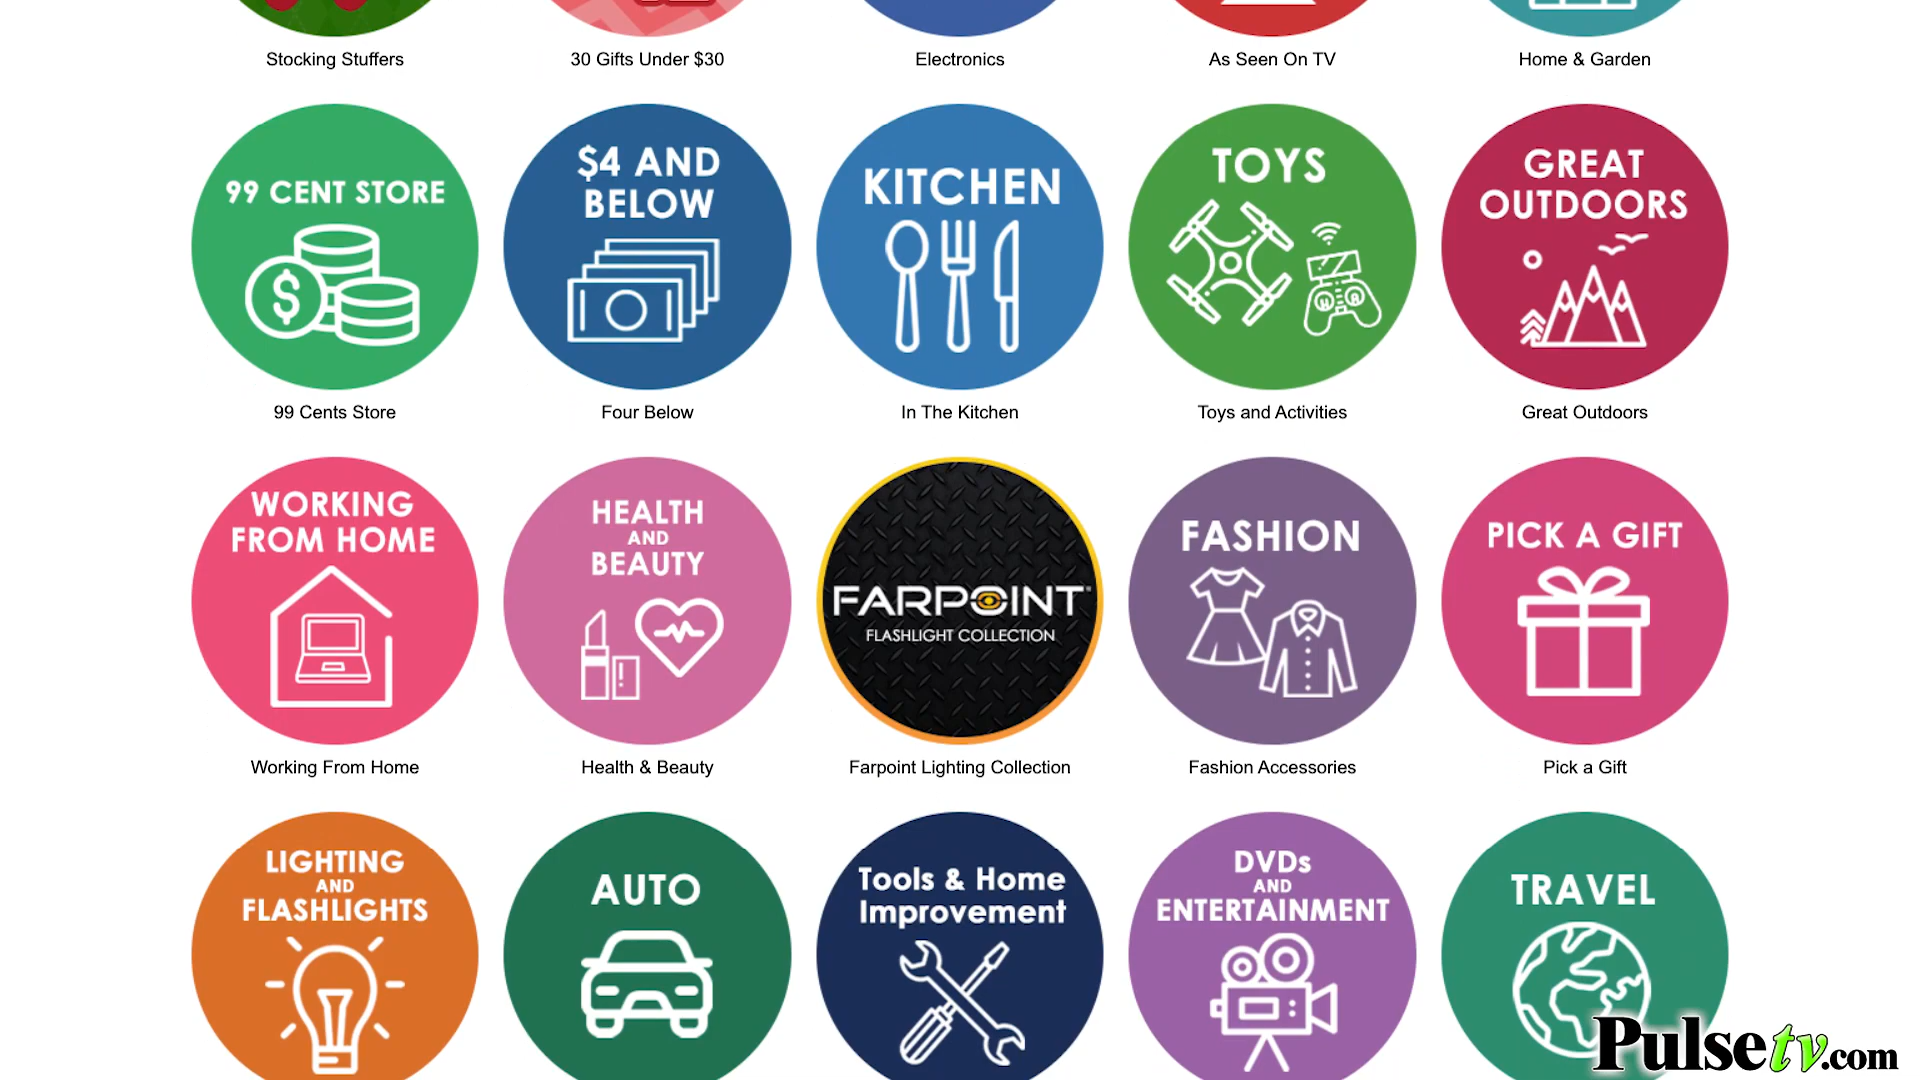 Stocking Stuffers
30 Gifts Under $30
Electronics
As Seen On TV
Home & Garden
99 CENT STORE
$4 AND
BELOW
KITCHEN
TOYS
GREAT
OUTDOORS
99 Cents Store
Four Below
In The Kitchen
Toys and Activities
Great Outdoors
WORKING
FROM HOME
HEALTH
AND
BEAUTY
FARPOINT
FLASHLIGHT COLLECTION
FASHION
PICK A GIFT
Working From Home
Health & Beauty
Farpoint Lighting Collection
Fashion Accessories
Pick a Gift
LIGHTING
AND
FLASHLIGHTS
AUTO
Tools & Home
Improvement
DVDs
AND
ENTERTAINMENT
TRAVEL
Pulsetv.com